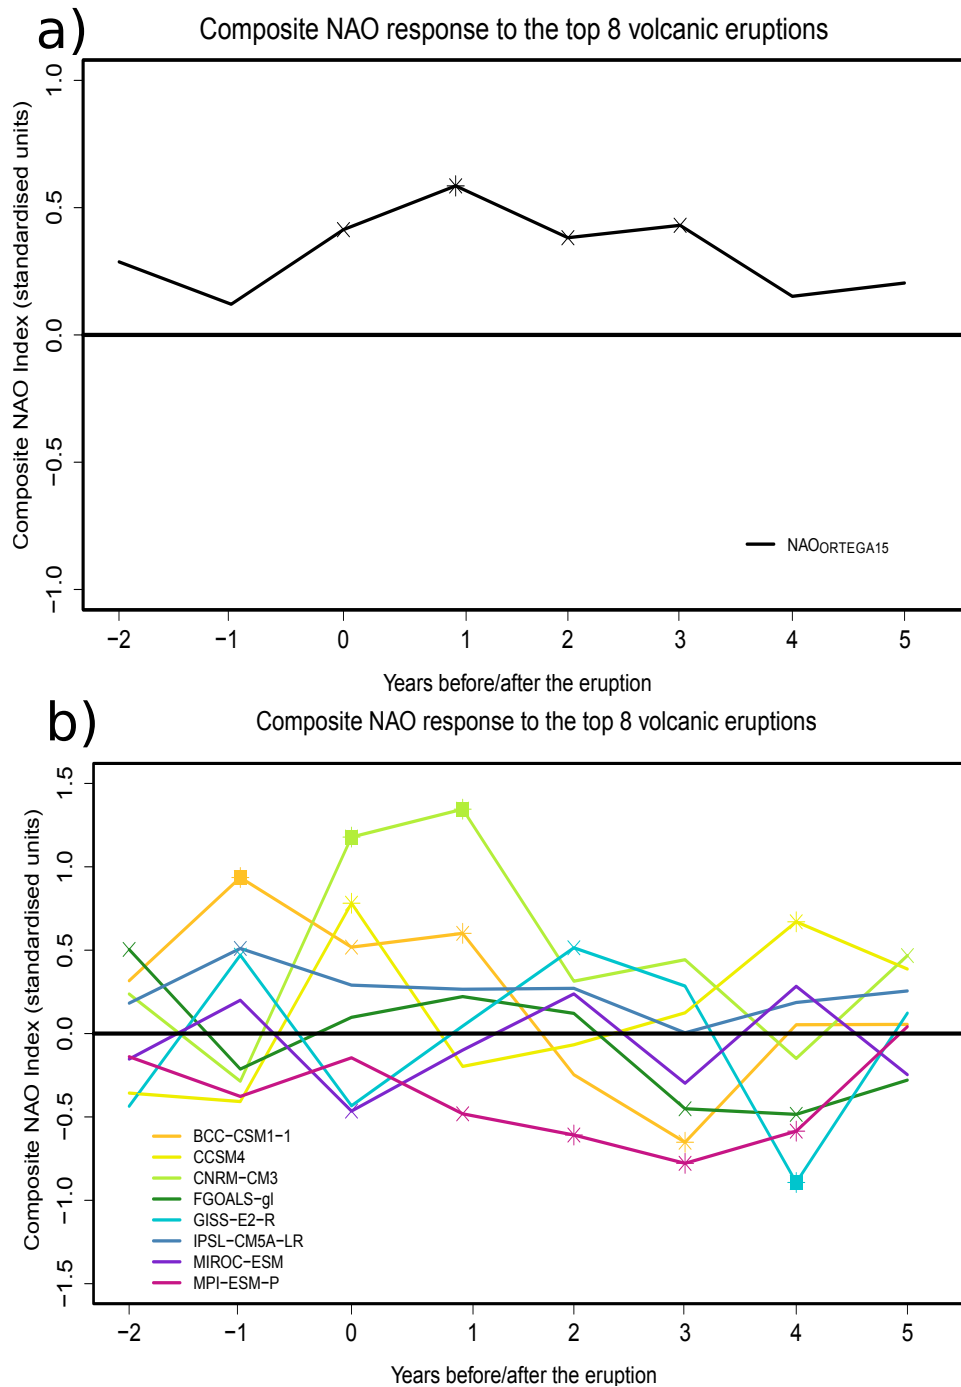 a)
Composite NAO response to the top 8 volcanic eruptions
Composite NAO Index (standardised units)
1.0
0.5
0.0
−0.5
−1.0
NAOORTEGA15
−2 −1 0 1 2 3 4 5
Years before/after the eruption
b)
Composite NAO response to the top 8 volcanic eruptions
Composite NAO Index (standardised units)
1.5
1.0
0.5
0.0
−0.5
−1.0
−1.5
BCC−CSM1−1
CCSM4
CNRM−CM3
FGOALS−gl
GISS−E2−R
IPSL−CM5A−LR
MIROC−ESM
MPI−ESM−P
−2 −1 0 1 2 3 4 5
Years before/after the eruption